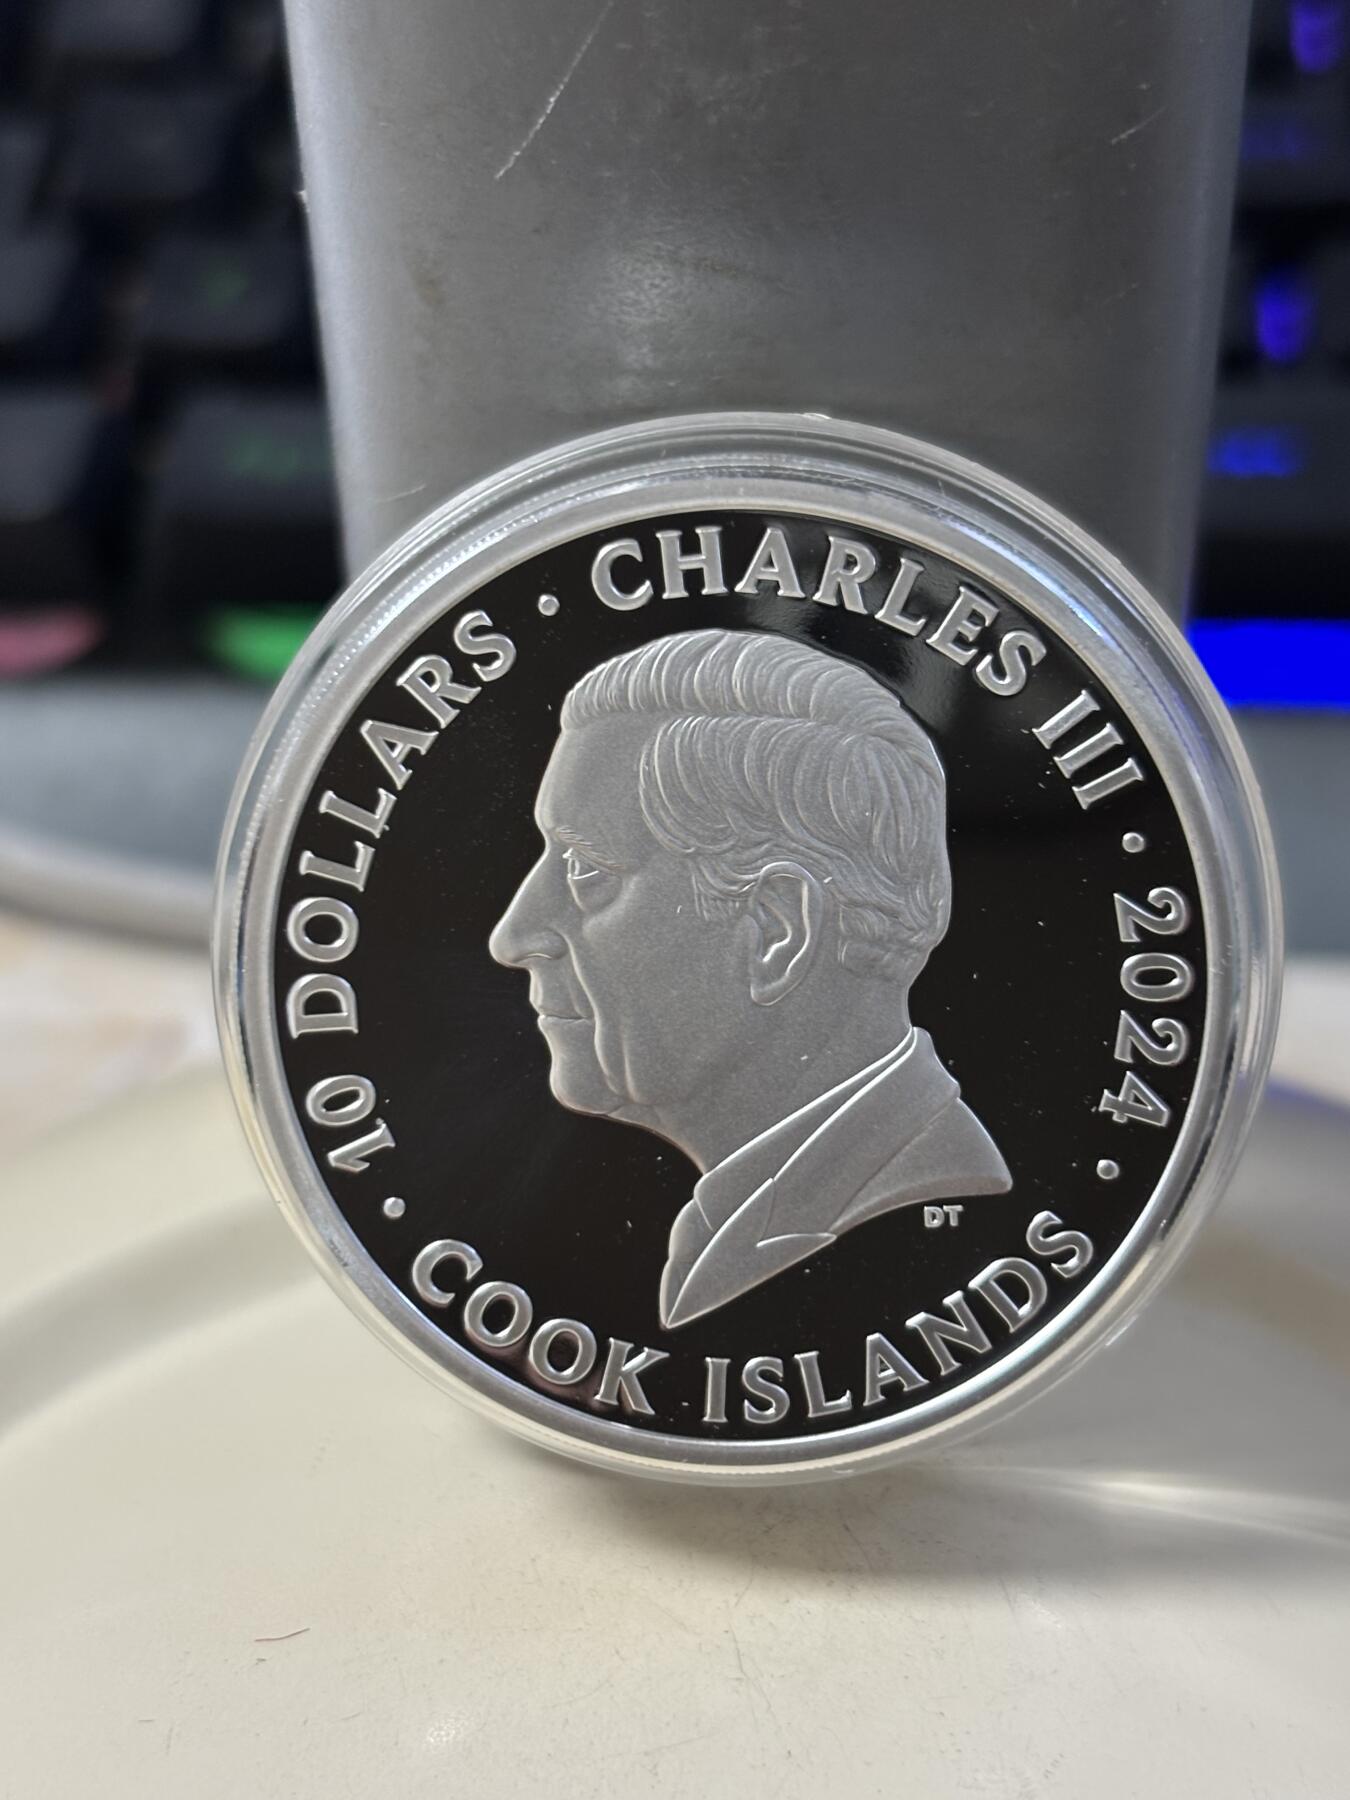 10 DOLLARS · CHARLES III · 2024 ·
COOK ISLANDS ·
DT